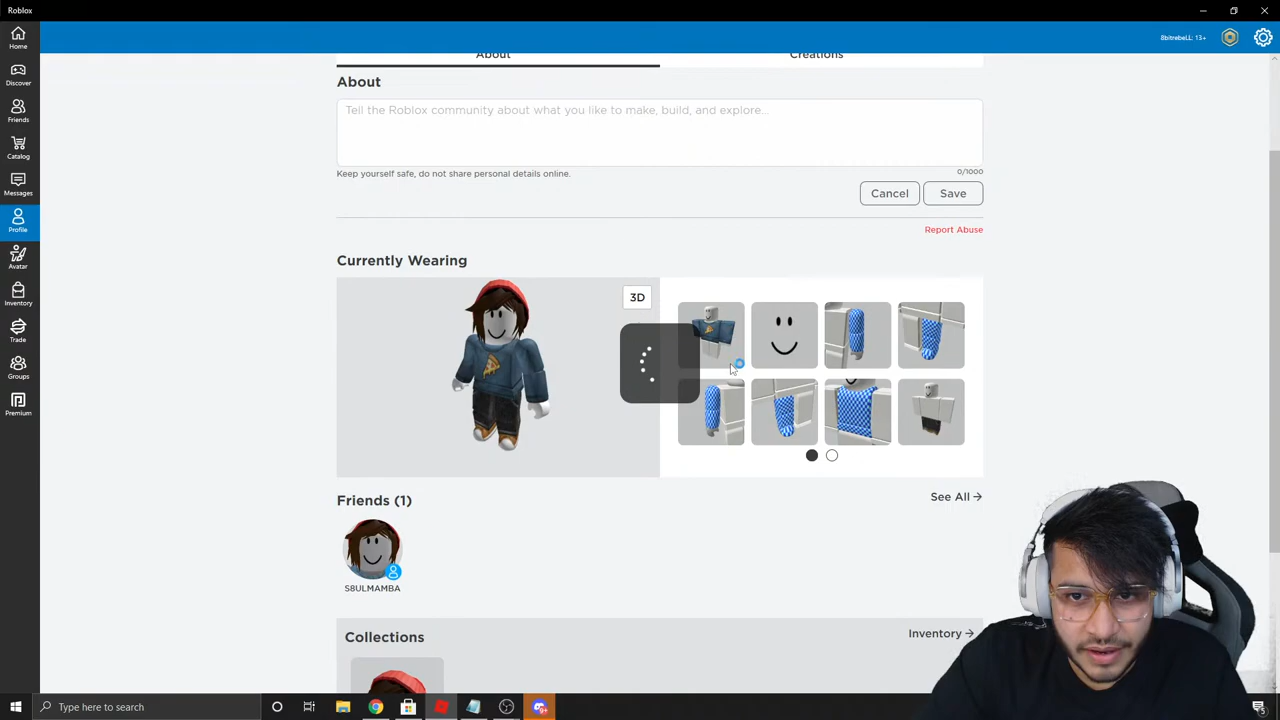 Roblox
8bitrebeLL: 13+
Home
Discover
Friends
Catalog
Messages
Profile
Avatar
Inventory
Trade
Groups
Premium
About
Creations
About
Tell the Roblox community about what you like to make, build, and explore...
Keep yourself safe, do not share personal details online.
0/1000
Cancel
Save
Report Abuse
Currently Wearing
3D
Friends (1)
See All →
S8ULMAMBA
Collections
Inventory →
Type here to search